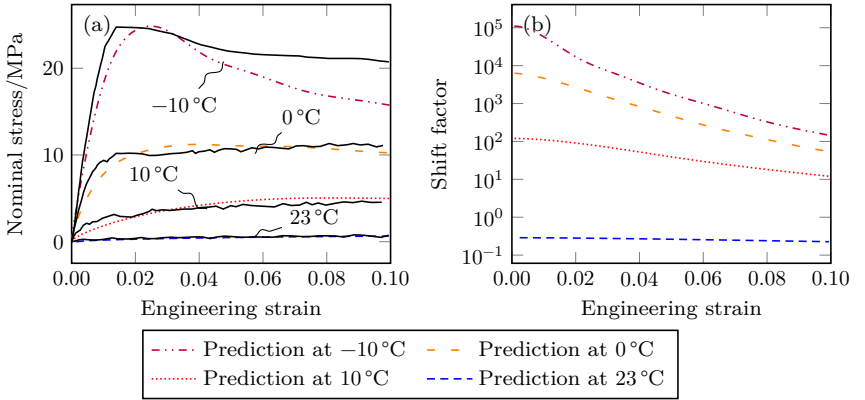 (a)
Nominal stress/MPa
20
10
0
−10 °C
0 °C
10 °C
23 °C
0.00 0.02 0.04 0.06 0.08 0.10
Engineering strain
(b)
Shift factor
10^5
10^4
10^3
10^2
10^1
10^0
10^−1
0.00 0.02 0.04 0.06 0.08 0.10
Engineering strain
Prediction at −10 °C Prediction at 0 °C
Prediction at 10 °C Prediction at 23 °C